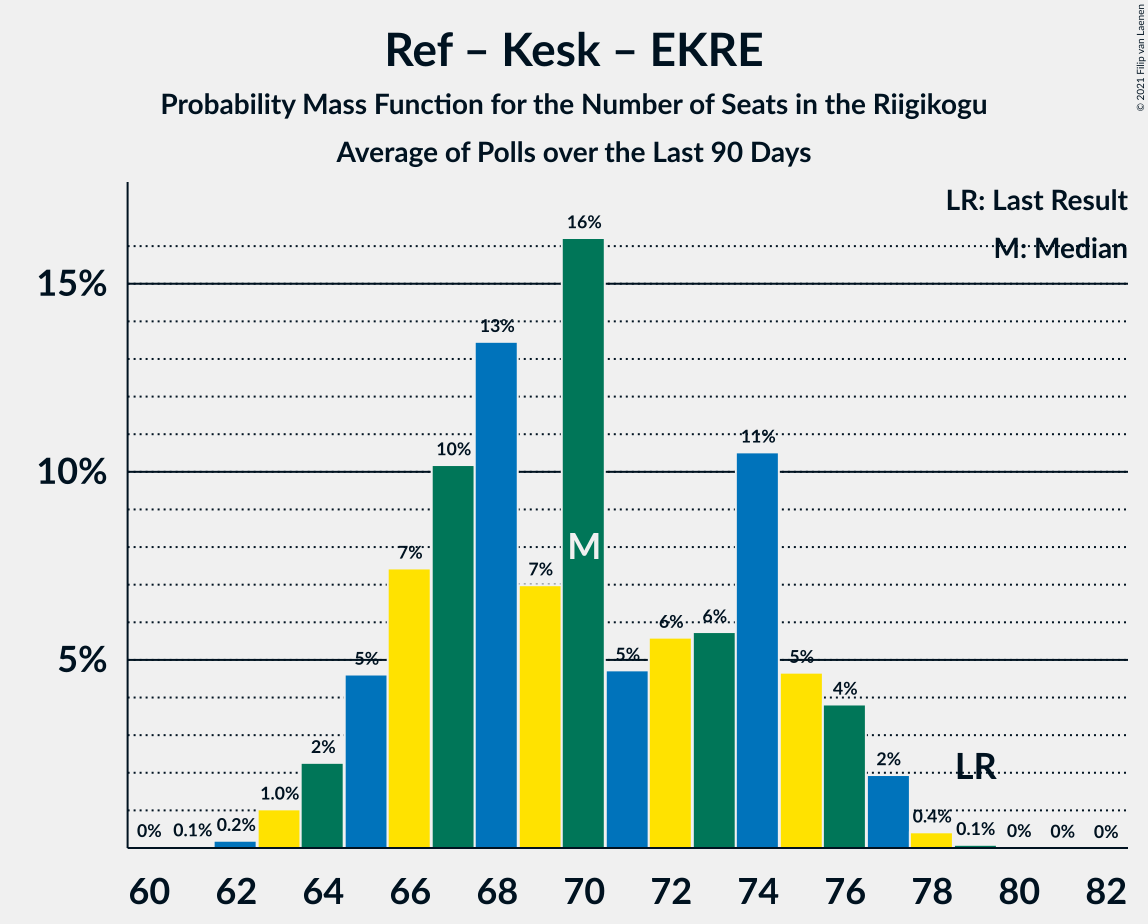 Ref – Kesk – EKRE
Probability Mass Function for the Number of Seats in the Riigikogu
Average of Polls over the Last 90 Days
© 2021 Filip van Laenen
LR: Last Result
M: Median
15%
10%
5%
0%
0.1%
0.2%
1.0%
2%
5%
7%
10%
13%
7%
16%
5%
6%
6%
11%
5%
4%
2%
0.4%
0.1%
0%
0%
0%
M
LR
60 62 64 66 68 70 72 74 76 78 80 82